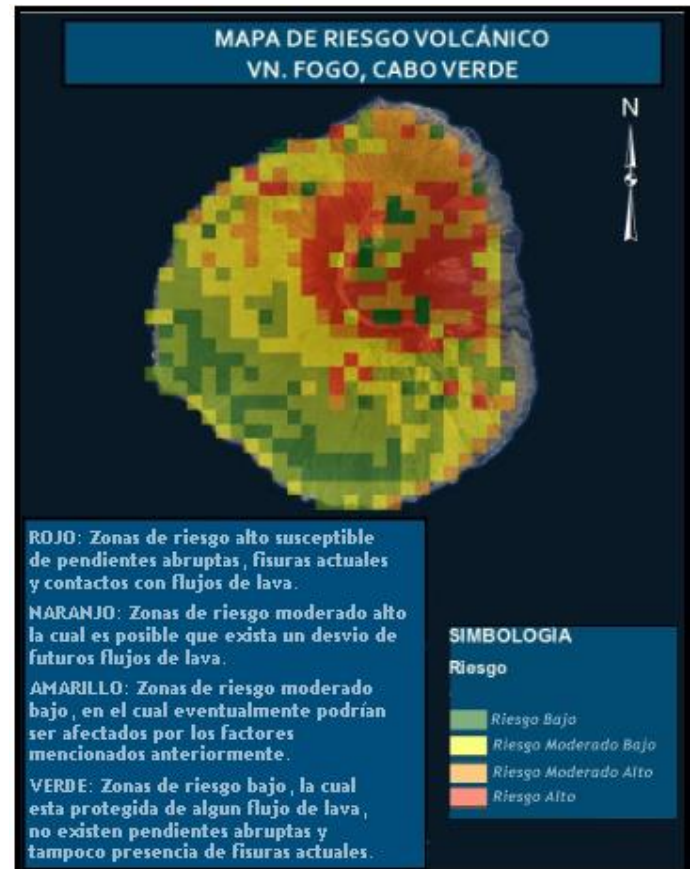 MAPA DE RIESGO VOLCÁNICO
VN. FOGO, CABO VERDE
N
ROJO: Zonas de riesgo alto susceptible
de pendientes abruptas, fisuras actuales
y contactos con flujos de lava.
NARANJO: Zonas de riesgo moderado alto
la cual es posible que exista un desvio de
futuros flujos de lava.
AMARILLO: Zonas de riesgo moderado
bajo, en el cual eventualmente podrían
ser afectados por los factores
mencionados anteriormente.
VERDE: Zonas de riesgo bajo, la cual
esta protegida de algun flujo de lava,
no existen pendientes abruptas y
tampoco presencia de fisuras actuales.
SIMBOLOGIA
Riesgo
Riesgo Bajo
Riesgo Moderado Bajo
Riesgo Moderado Alto
Riesgo Alto